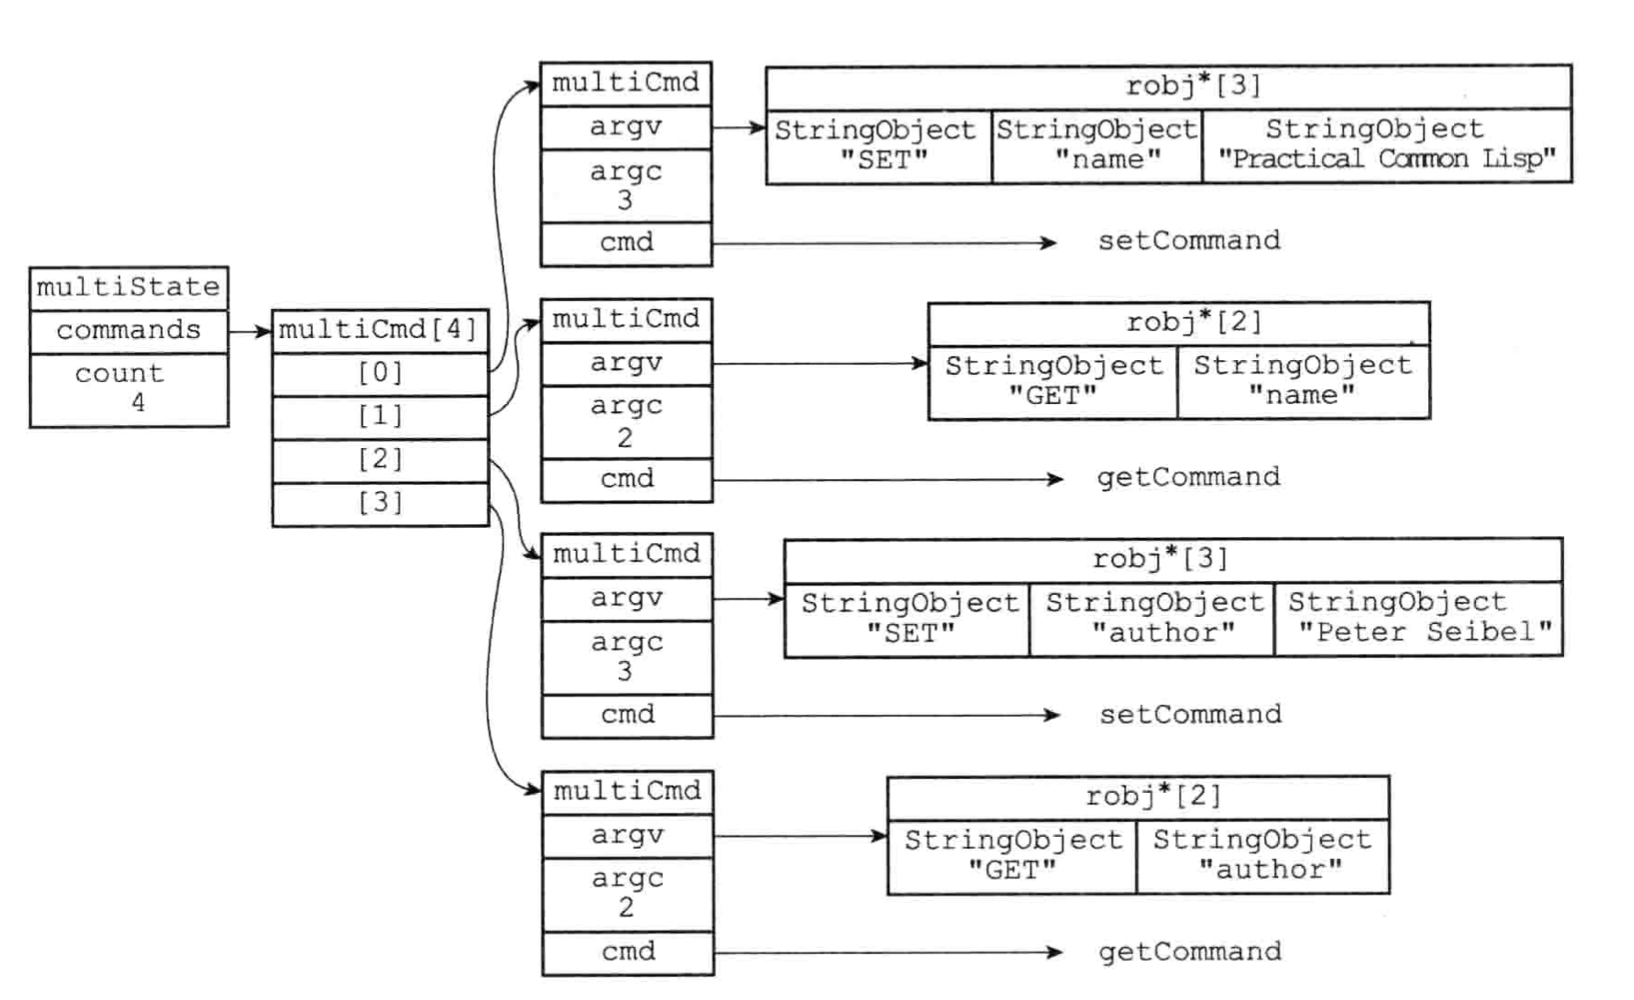 multiState
commands
count
4
multiCmd[4]
[0]
[1]
[2]
[3]
multiCmd
argv
argc
3
cmd
robj*[3]
StringObject
"SET"
StringObject
"name"
StringObject
"Practical Common Lisp"
setCommand
multiCmd
argv
argc
2
cmd
robj*[2]
StringObject
"GET"
StringObject
"name"
getCommand
multiCmd
argv
argc
3
cmd
robj*[3]
StringObject
"SET"
StringObject
"author"
StringObject
"Peter Seibel"
setCommand
multiCmd
argv
argc
2
cmd
robj*[2]
StringObject
"GET"
StringObject
"author"
getCommand